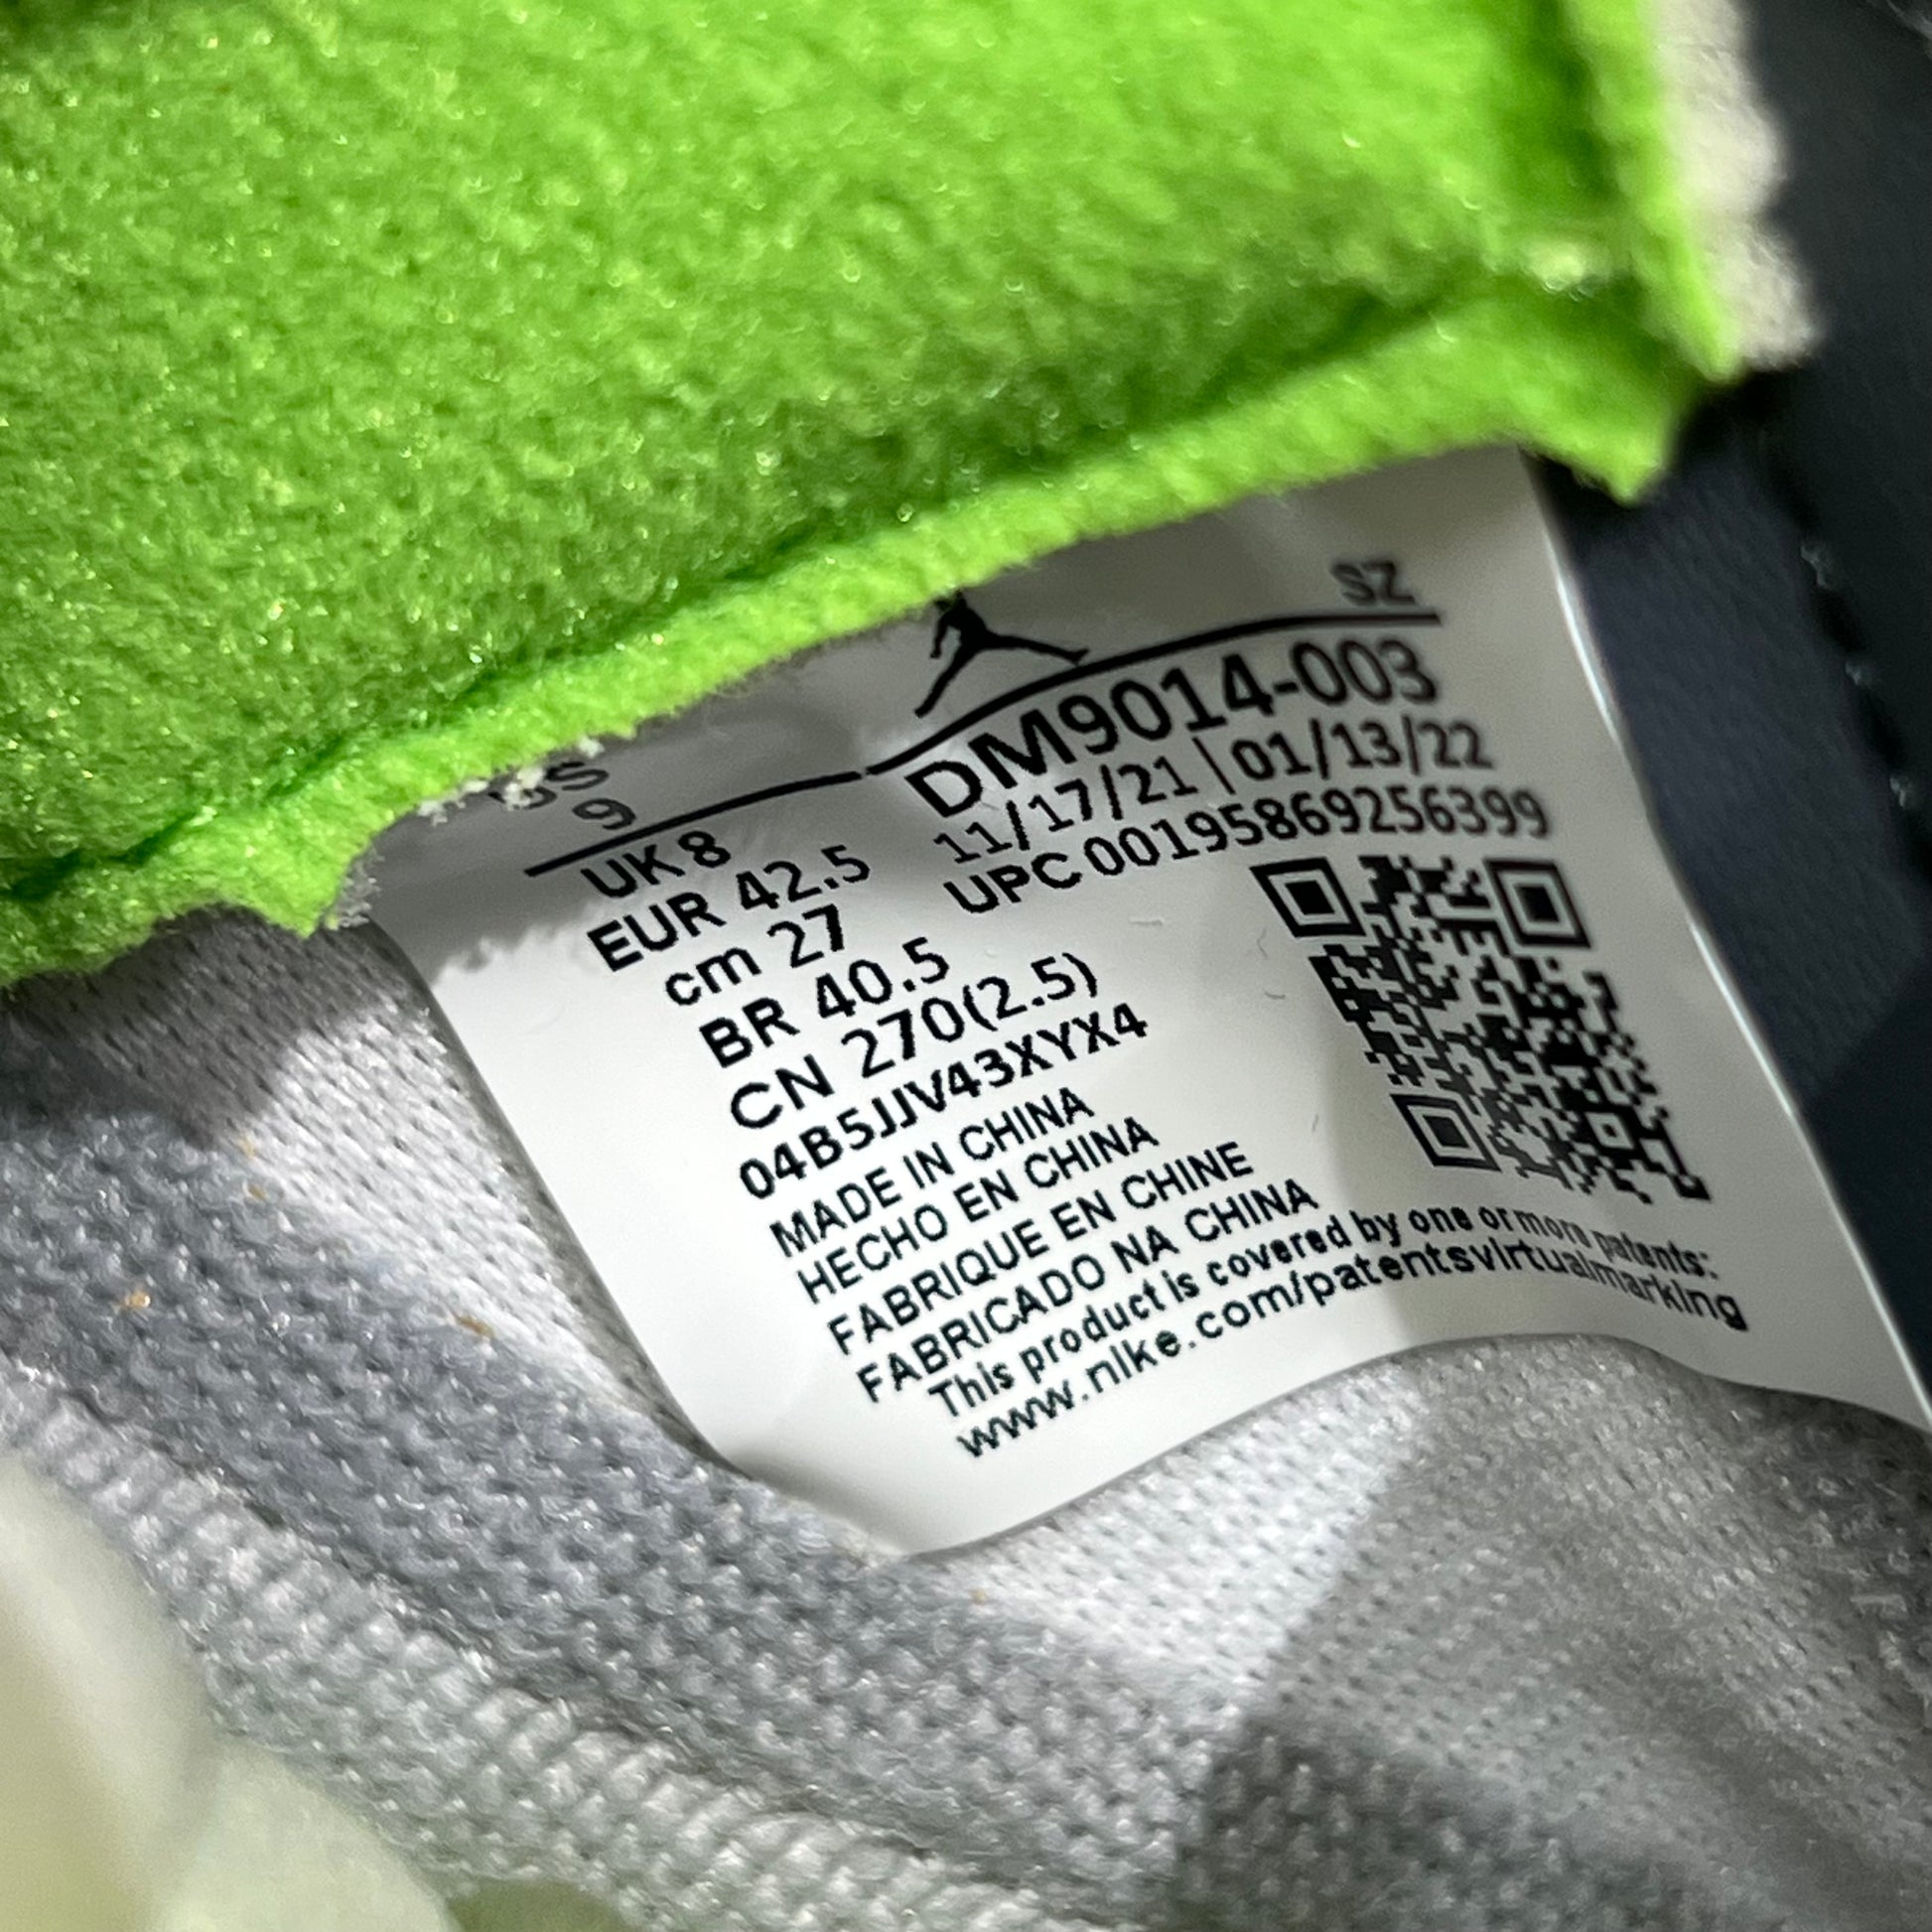 SZ
DM9014-003
11/17/21 | 01/13/22
UPC 00195869256399
US
9
UK 8
EUR 42.5
cm 27
BR 40.5
CN 270(2.5)
04B5JJV43XYX4
MADE IN CHINA
HECHO EN CHINA
FABRIQUE EN CHINE
FABRICADO NA CHINA
This product is covered by one or more patents:
www.nike.com/patentsvirtualmarking